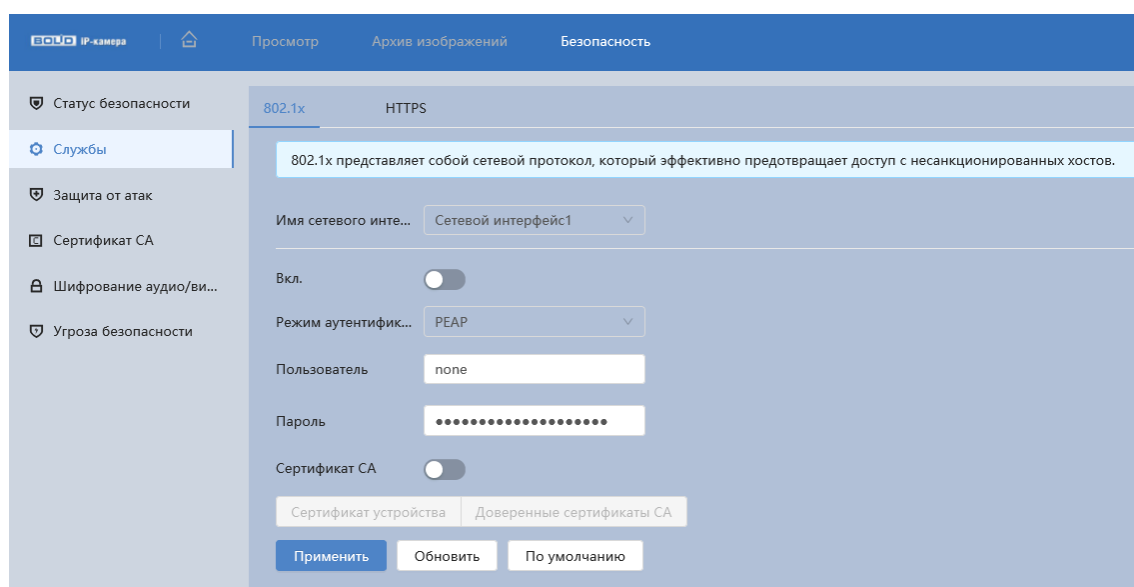 BOLID IP-камера
Просмотр
Архив изображений
Безопасность
Статус безопасности
Службы
Защита от атак
Сертификат CA
Шифрование аудио/ви...
Угроза безопасности
802.1x
HTTPS
802.1x представляет собой сетевой протокол, который эффективно предотвращает доступ с несанкционированных хостов.
Имя сетевого инте...
Сетевой интерфейс1
Вкл.
Режим аутентифик...
PEAP
Пользователь
none
Пароль
●●●●●●●●●●●●●●●●●●●●
Сертификат CA
Сертификат устройства
Доверенные сертификаты CA
Применить
Обновить
По умолчанию